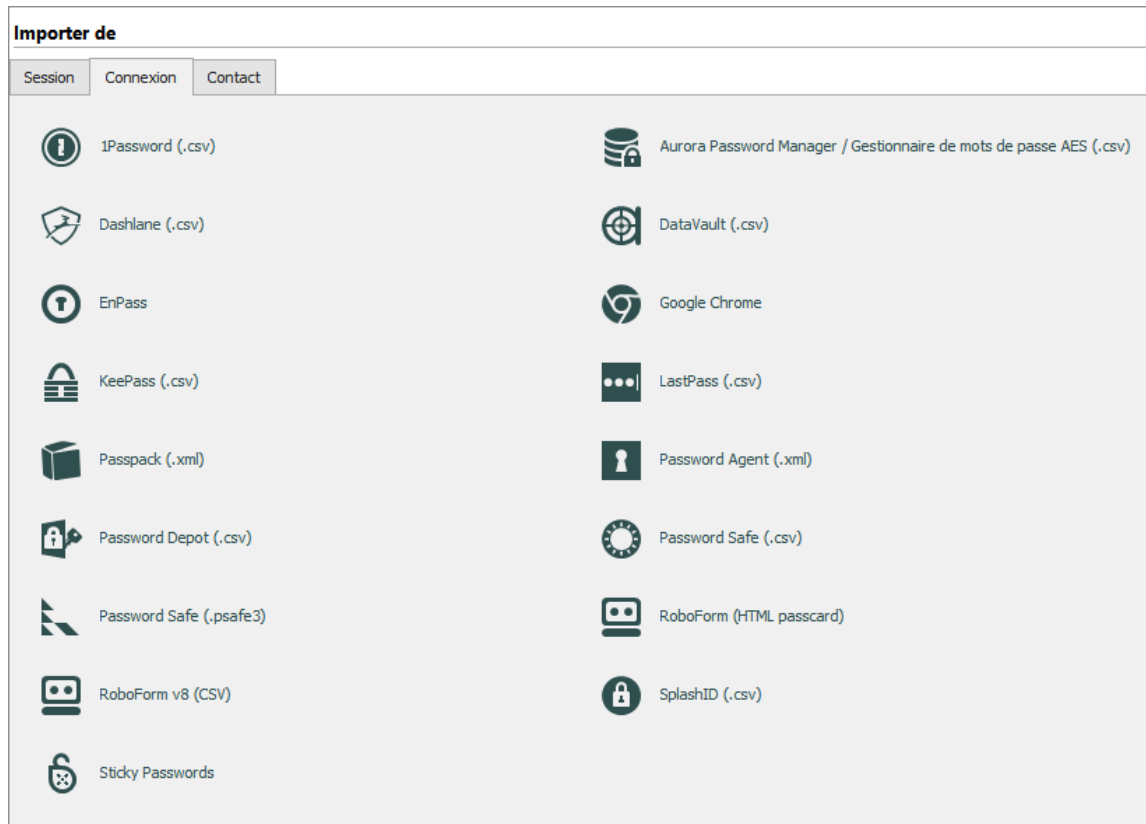 Importer de
Session Connexion Contact
1Password (.csv)
Aurora Password Manager / Gestionnaire de mots de passe AES (.csv)
Dashlane (.csv)
DataVault (.csv)
EnPass
Google Chrome
KeePass (.csv)
LastPass (.csv)
Passpack (.xml)
Password Agent (.xml)
Password Depot (.csv)
Password Safe (.csv)
Password Safe (.psafe3)
RoboForm (HTML passcard)
RoboForm v8 (CSV)
SplashID (.csv)
Sticky Passwords